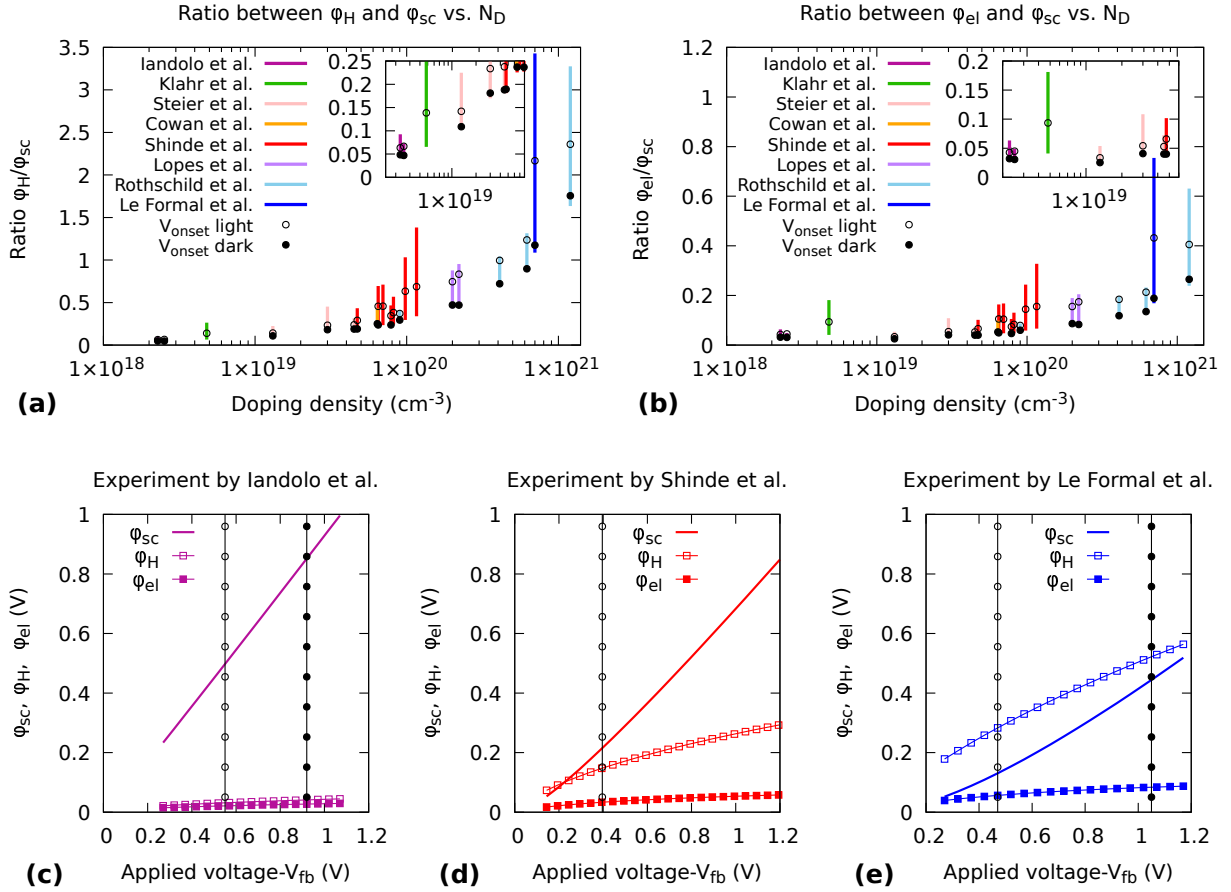 Ratio between φH and φsc vs. ND
Ratio φH/φsc
3.5
3
2.5
2
1.5
1
0.5
0
Iandolo et al.
Klahr et al.
Steier et al.
Cowan et al.
Shinde et al.
Lopes et al.
Rothschild et al.
Le Formal et al.
Vonset light
Vonset dark
0.25
0.2
0.15
0.1
0.05
1×10^19
1×10^18 1×10^19 1×10^20 1×10^21
(a) Doping density (cm^-3)
Ratio between φel and φsc vs. ND
Ratio φel/φsc
1.2
1
0.8
0.6
0.4
0.2
0
Iandolo et al.
Klahr et al.
Steier et al.
Cowan et al.
Shinde et al.
Lopes et al.
Rothschild et al.
Le Formal et al.
Vonset light
Vonset dark
0.2
0.15
0.1
0.05
0
1×10^19
1×10^18 1×10^19 1×10^20 1×10^21
(b) Doping density (cm^-3)
Experiment by Iandolo et al.
φsc, φH, φel (V)
1
0.8
0.6
0.4
0.2
0
φsc
φH
φel
0 0.2 0.4 0.6 0.8 1 1.2
(c) Applied voltage-Vfb (V)
Experiment by Shinde et al.
φsc, φH, φel (V)
1
0.8
0.6
0.4
0.2
0
φsc
φH
φel
0 0.2 0.4 0.6 0.8 1 1.2
(d) Applied voltage-Vfb (V)
Experiment by Le Formal et al.
φsc, φH, φel (V)
1
0.8
0.6
0.4
0.2
0
φsc
φH
φel
0.2 0.4 0.6 0.8 1 1.2
(e) Applied voltage-Vfb (V)